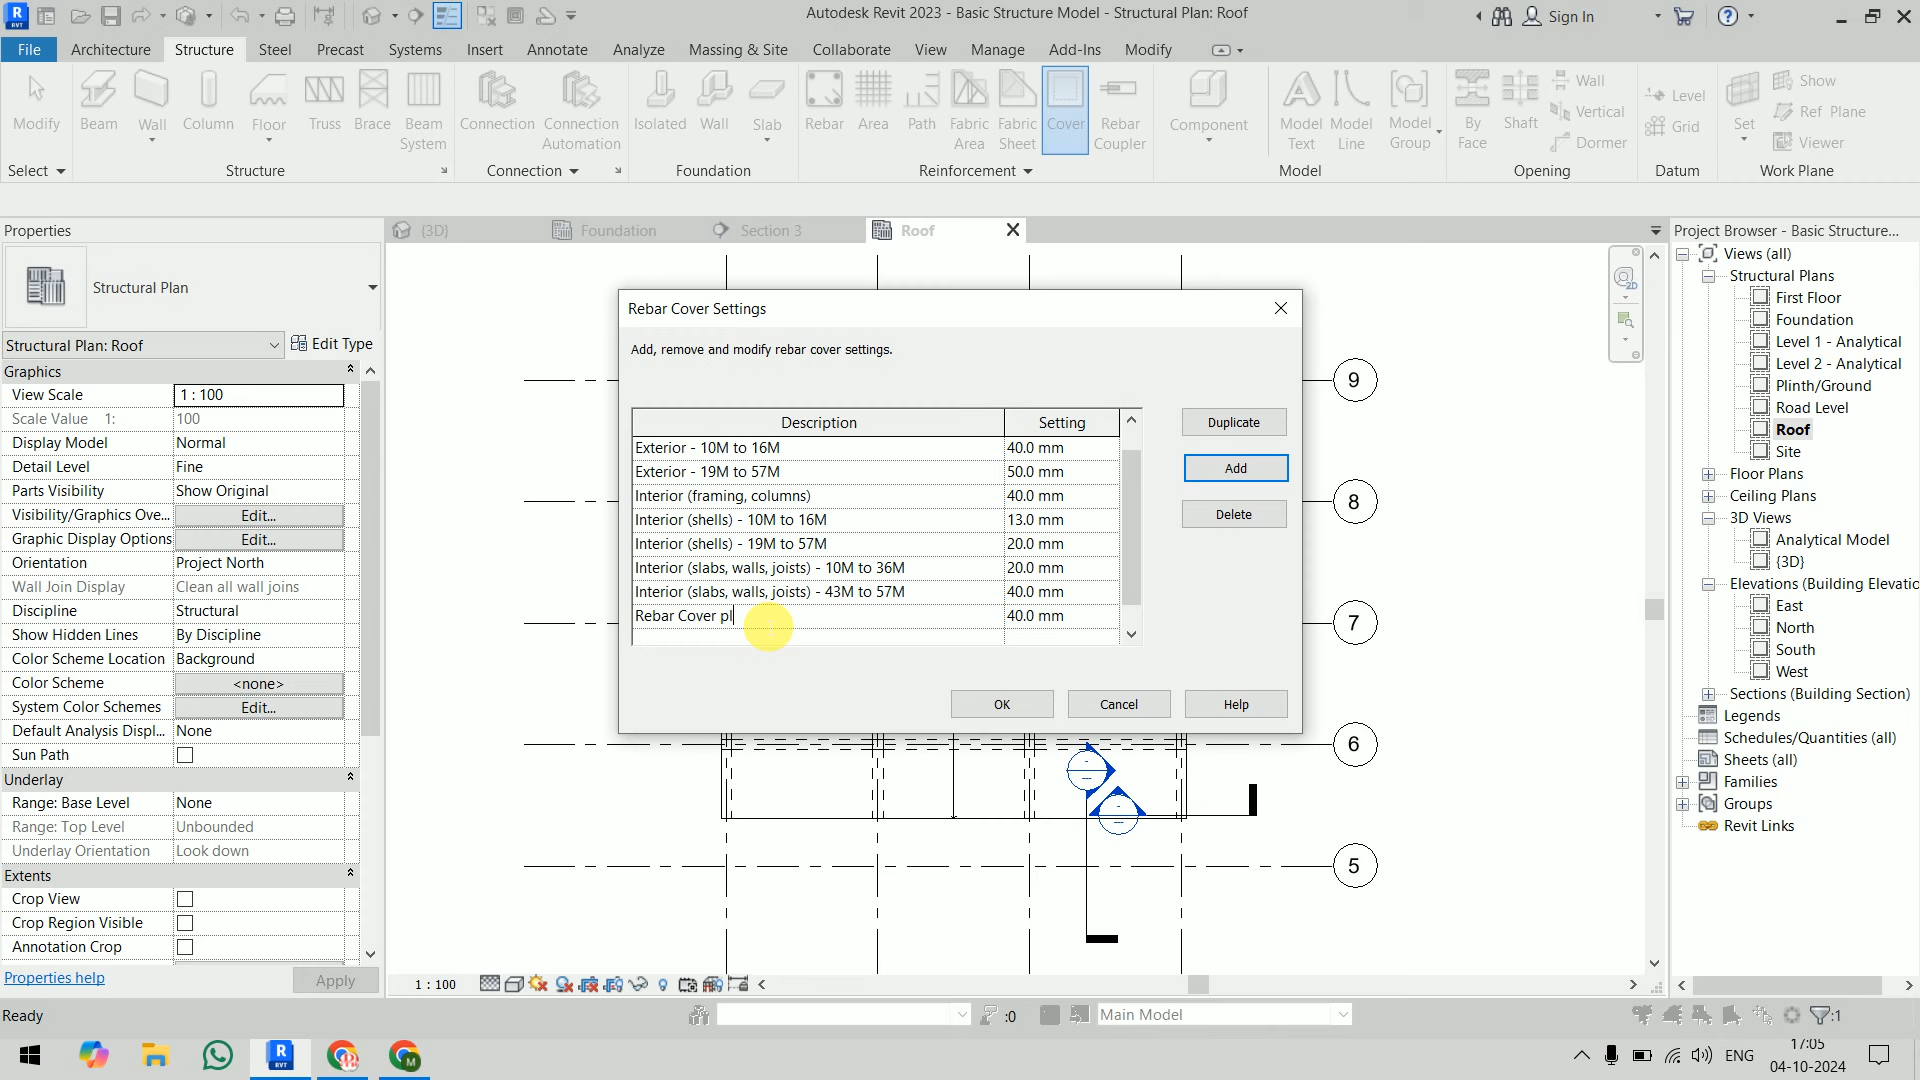 Autodesk Revit 2023 - Basic Structure Model - Structural Plan: Roof
Sign In
File Architecture Structure Steel Precast Systems Insert Annotate Analyze Massing & Site Collaborate View Manage Add-Ins Modify
Modify Beam Wall Column Floor Truss Brace Beam System Connection Connection Automation Isolated Wall Slab Rebar Area Path Fabric Area Fabric Sheet Cover Rebar Coupler Component Model Text Model Line Model Group By Face Shaft Wall Vertical Dormer Level Grid Set Show Ref Plane Viewer
Select Structure Connection Foundation Reinforcement Model Opening Datum Work Plane
Properties
{3D} Foundation Section 3 Roof
Project Browser - Basic Structure...
Structural Plan
Structural Plan: Roof Edit Type
Graphics
View Scale 1 : 100
Scale Value 1: 100
Display Model Normal
Detail Level Fine
Parts Visibility Show Original
Visibility/Graphics Ove... Edit...
Graphic Display Options Edit...
Orientation Project North
Wall Join Display Clean all wall joins
Discipline Structural
Show Hidden Lines By Discipline
Color Scheme Location Background
Color Scheme <none>
System Color Schemes Edit...
Default Analysis Displ... None
Sun Path
Underlay
Range: Base Level None
Range: Top Level Unbounded
Underlay Orientation Look down
Extents
Crop View
Crop Region Visible
Annotation Crop
Properties help Apply
Rebar Cover Settings
Add, remove and modify rebar cover settings.
Description Setting
Exterior - 10M to 16M 40.0 mm
Exterior - 19M to 57M 50.0 mm
Interior (framing, columns) 40.0 mm
Interior (shells) - 10M to 16M 13.0 mm
Interior (shells) - 19M to 57M 20.0 mm
Interior (slabs, walls, joists) - 10M to 36M 20.0 mm
Interior (slabs, walls, joists) - 43M to 57M 40.0 mm
Rebar Cover pl 40.0 mm
Duplicate
Add
Delete
OK Cancel Help
9
8
7
6
5
2D
Views (all)
Structural Plans
First Floor
Foundation
Level 1 - Analytical
Level 2 - Analytical
Plinth/Ground
Road Level
Roof
Site
Floor Plans
Ceiling Plans
3D Views
Analytical Model
{3D}
Elevations (Building Elevatio
East
North
South
West
Sections (Building Section)
Legends
Schedules/Quantities (all)
Sheets (all)
Families
Groups
Revit Links
1 : 100
Ready
:0
Main Model
:1
ENG
17:05
04-10-2024